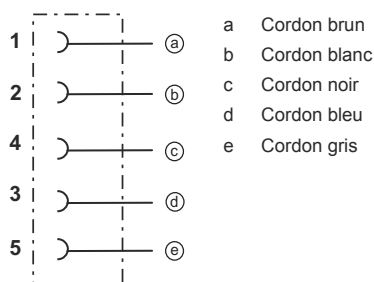 1 ⓐ
2 ⓑ
4 ⓒ
3 ⓓ
5 ⓔ
a Cordon brun
b Cordon blanc
c Cordon noir
d Cordon bleu
e Cordon gris